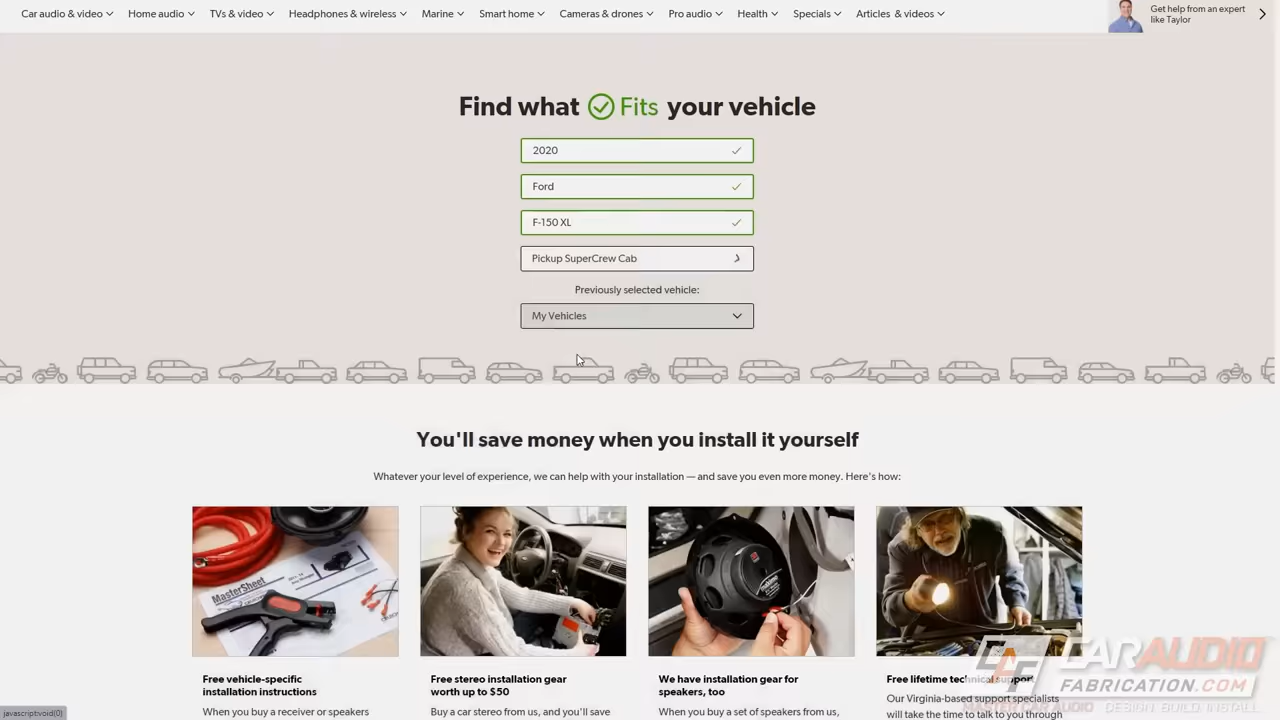 Car audio & video
Home audio
TVs & video
Headphones & wireless
Marine
Smart home
Cameras & drones
Pro audio
Health
Specials
Articles & videos
Get help from an expert
like Taylor
Find what Fits your vehicle
2020
Ford
F-150 XL
Pickup SuperCrew Cab
Previously selected vehicle:
My Vehicles
You'll save money when you install it yourself
Whatever your level of experience, we can help with your installation — and save you even more money. Here's how:
MasterSheet
Free vehicle-specific
installation instructions
When you buy a receiver or speakers
Free stereo installation gear
worth up to $50
Buy a car stereo from us, and you'll save
We have installation gear for
speakers, too
When you buy a set of speakers from us,
Free lifetime technical support
Our Virginia-based support specialists
will take the time to talk to you through
CAF
CARAUDIO
FABRICATION.COM
MASTER CAR AUDIO DESIGN. BUILD. INSTALL.
javascript:void(0)